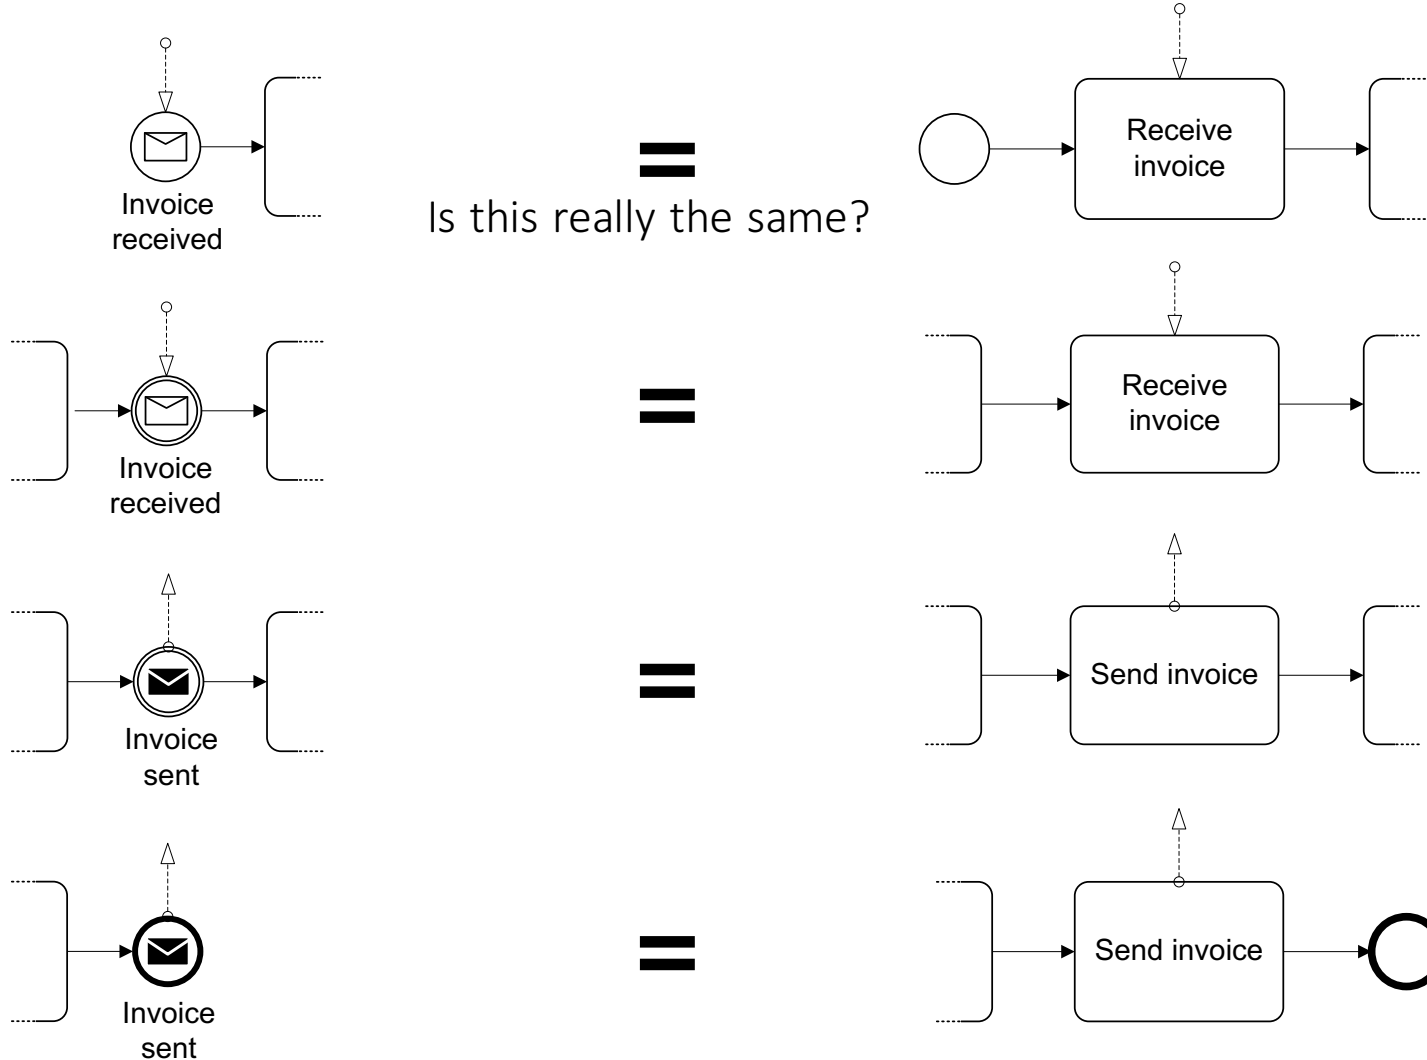 Invoice
received
=
Is this really the same?
Receive
invoice
Invoice
received
=
Receive
invoice
Invoice
sent
=
Send invoice
Invoice
sent
=
Send invoice